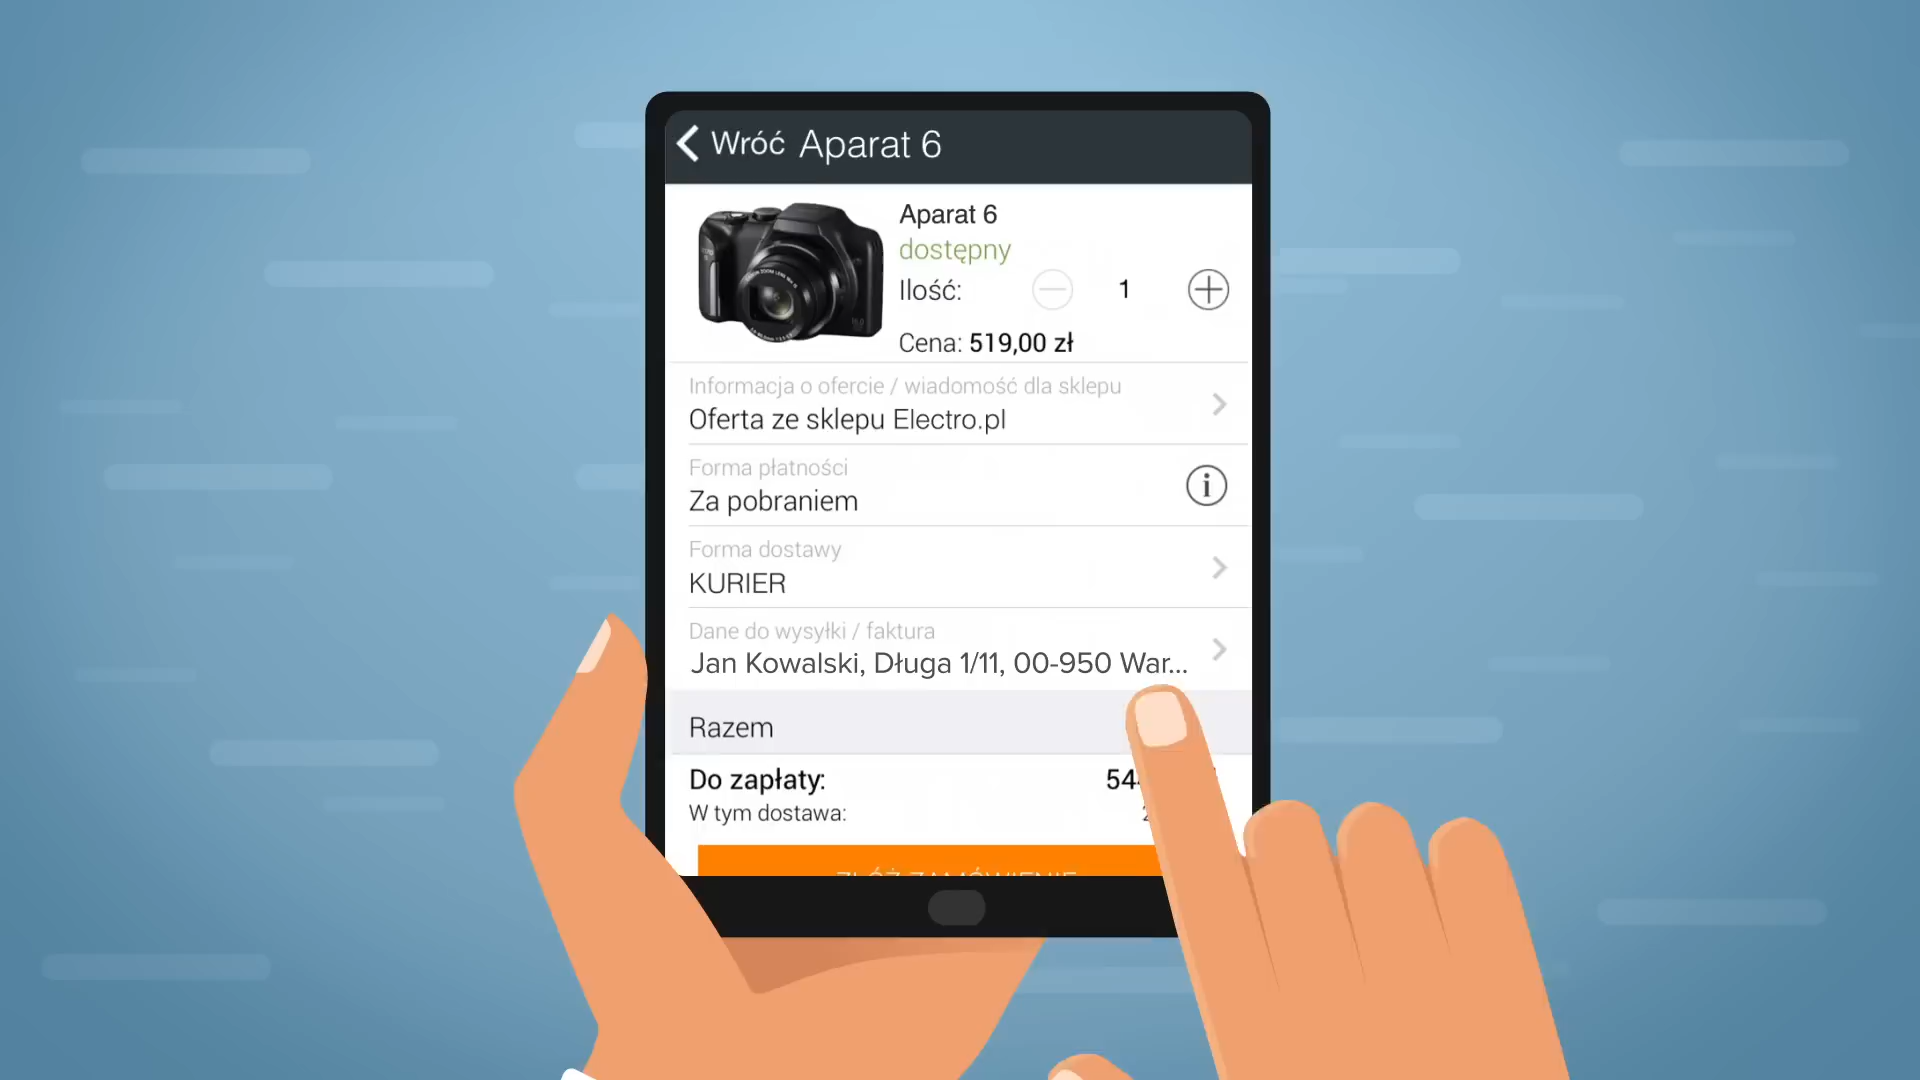 Wróć Aparat 6
Aparat 6
dostępny
Ilość: 1
Cena: 519,00 zł
Informacja o ofercie / wiadomość dla sklepu
Oferta ze sklepu Electro.pl
Forma płatności
Za pobraniem
Forma dostawy
KURIER
Dane do wysyłki / faktura
Jan Kowalski, Długa 1/11, 00-950 War...
Razem
Do zapłaty:
W tym dostawa:
ZŁÓŻ ZAMÓWIENIE